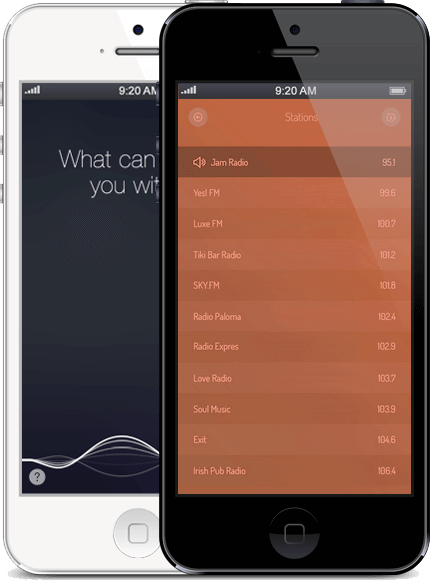 9:20 AM
What can
you wit
?
9:20 AM
Stations
Jam Radio 95.1
Yes! FM 99.6
Luxe FM 100.7
Tiki Bar Radio 101.2
SKY.FM 101.8
Radio Paloma 102.4
Radio Expres 102.9
Love Radio 103.7
Soul Music 103.9
Exit 104.6
Irish Pub Radio 106.4